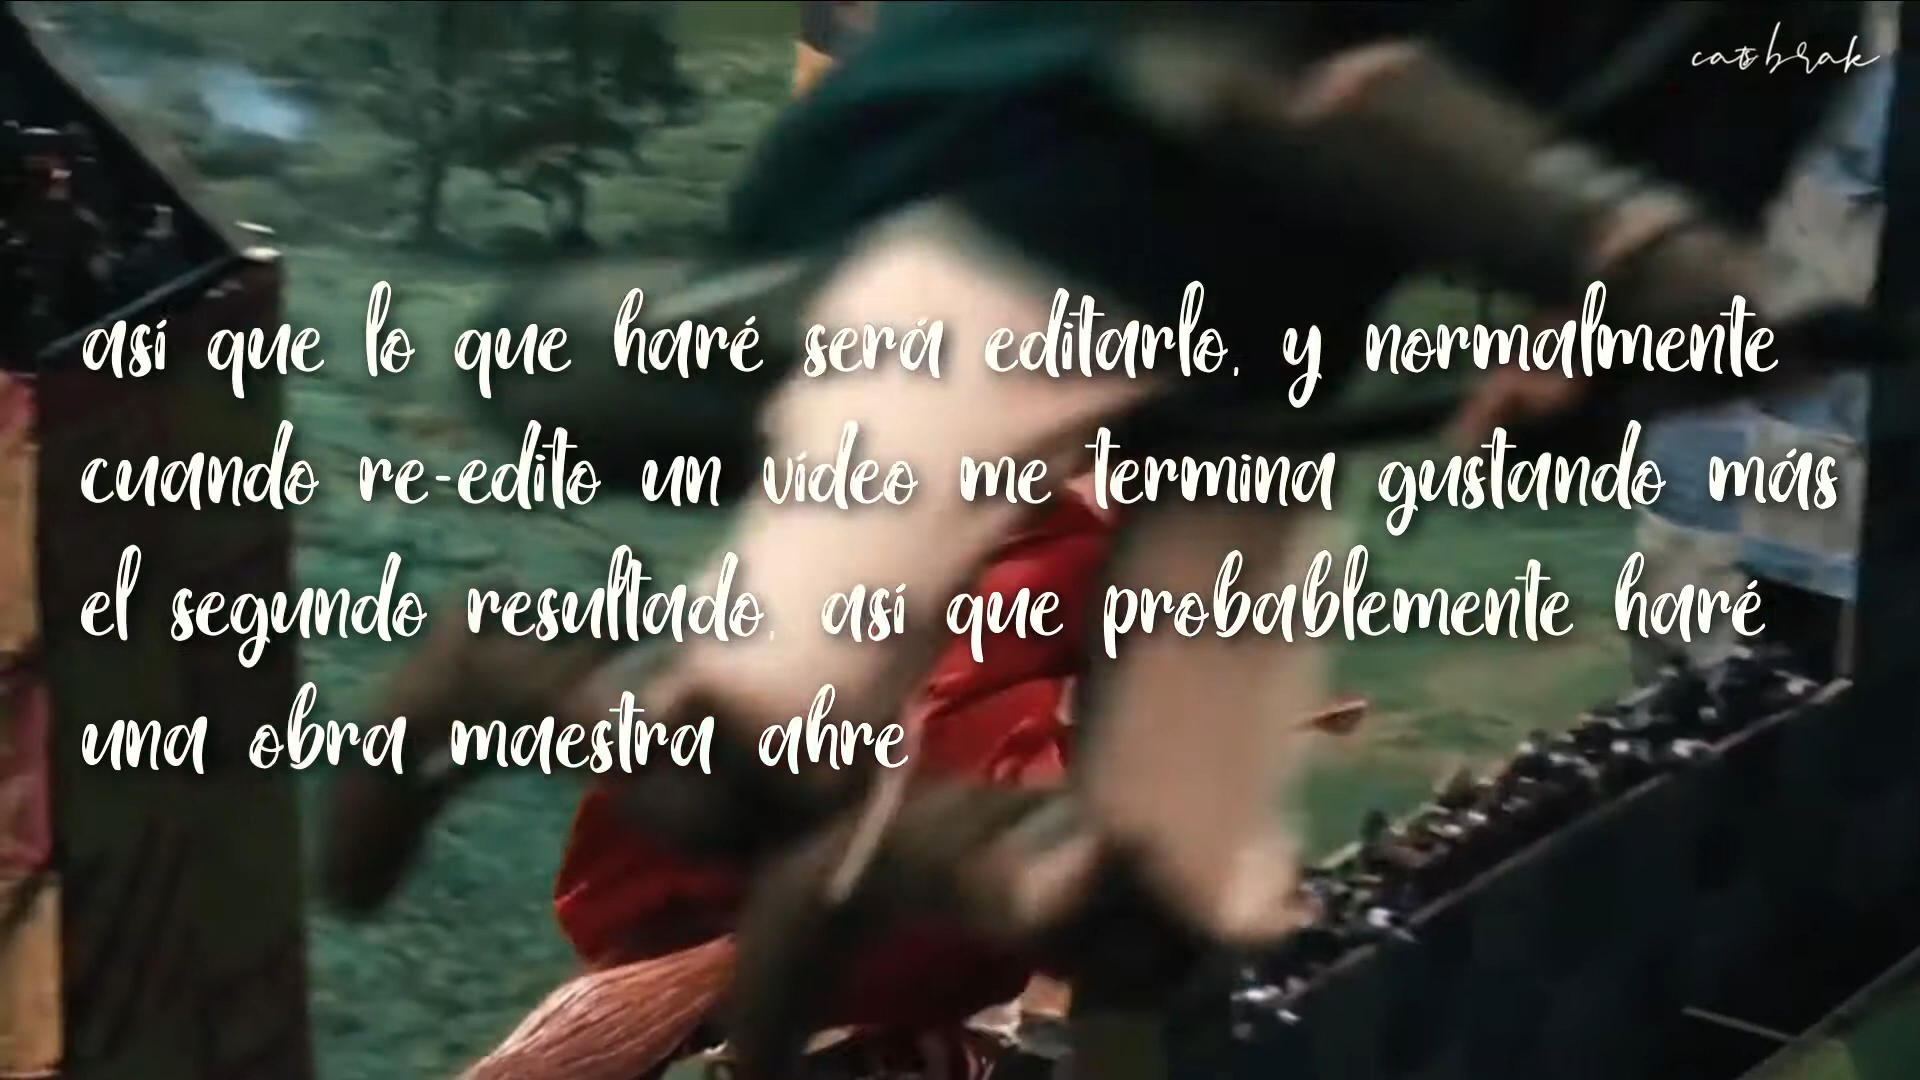 catsbrak
así que lo que haré será editarlo, y normalmente
cuando re-edito un vídeo me termina gustando más
el segundo resultado, así que probablemente haré
una obra maestra ahre